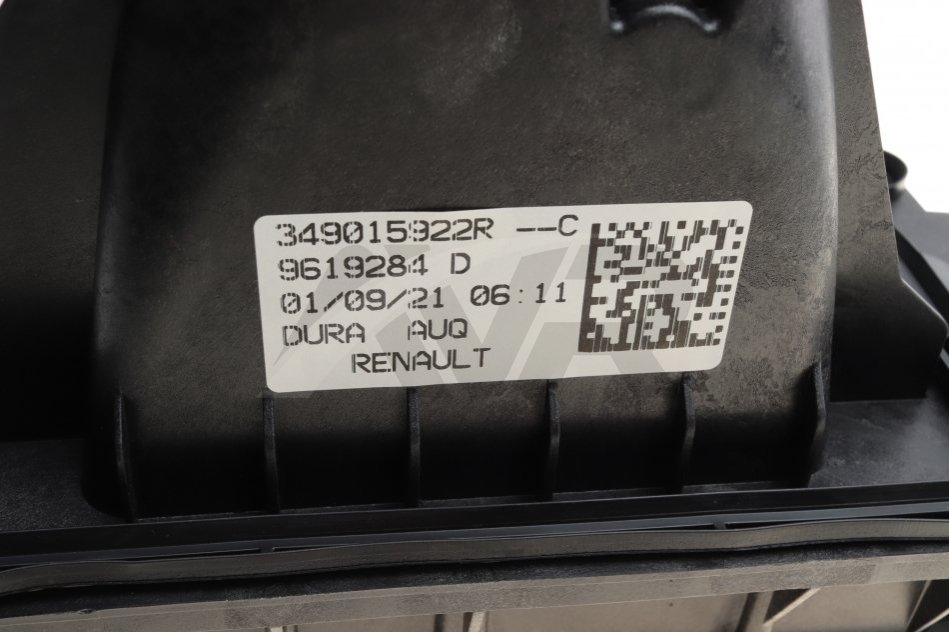 349015922R --C
9619284 D
01/09/21 06:11
DURA AUQ
RENAULT